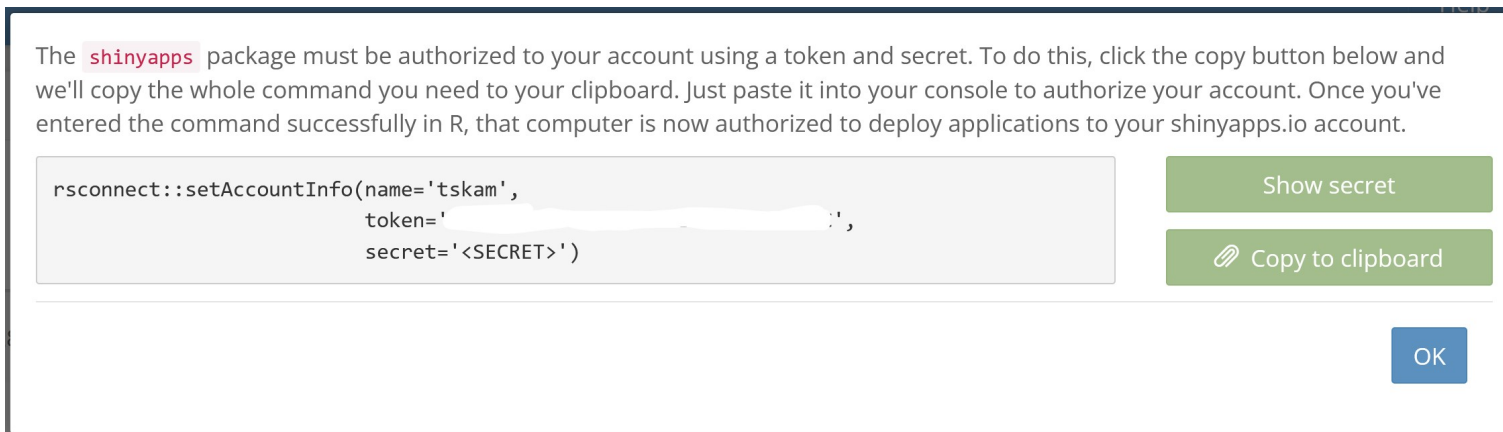 The shinyapps package must be authorized to your account using a token and secret. To do this, click the copy button below and
we'll copy the whole command you need to your clipboard. Just paste it into your console to authorize your account. Once you've
entered the command successfully in R, that computer is now authorized to deploy applications to your shinyapps.io account.
rsconnect::setAccountInfo(name='tskam',
token=' ',
secret='<SECRET>')
Show secret
Copy to clipboard
OK